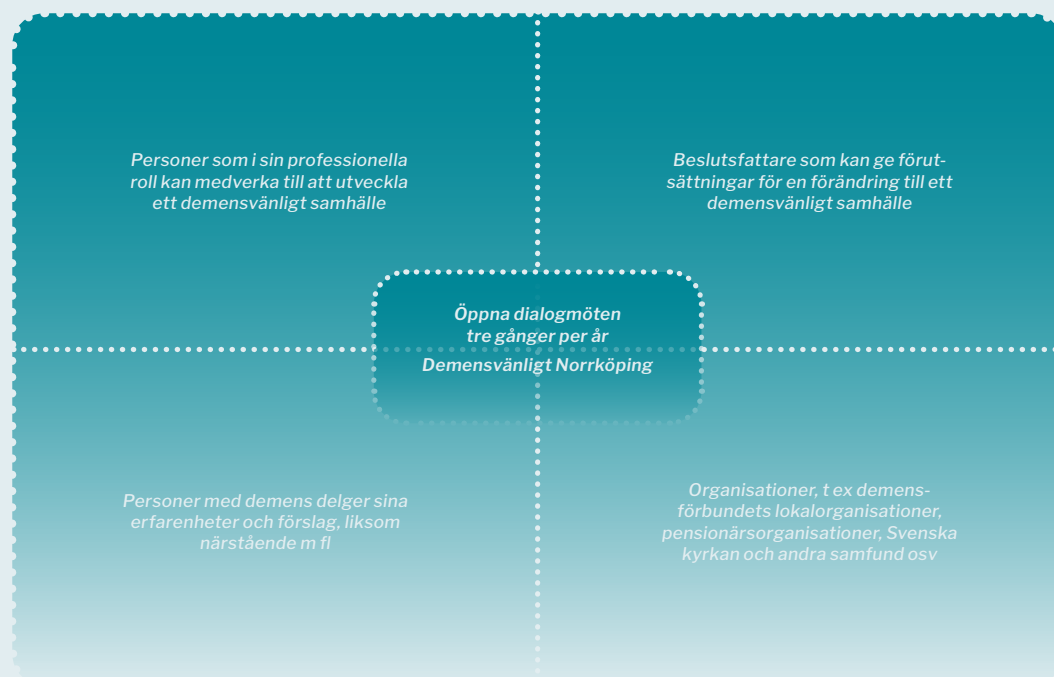 Personer som i sin professionella
roll kan medverka till att utveckla
ett demensvänligt samhälle
Beslutsfattare som kan ge förut-
sättningar för en förändring till ett
demensvänligt samhälle
Öppna dialogmöten
tre gånger per år
Demensvänligt Norrköping
Personer med demens delger sina
erfarenheter och förslag, liksom
närstående m fl
Organisationer, t ex demens-
förbundets lokalorganisationer,
pensionärsorganisationer, Svenska
kyrkan och andra samfund osv